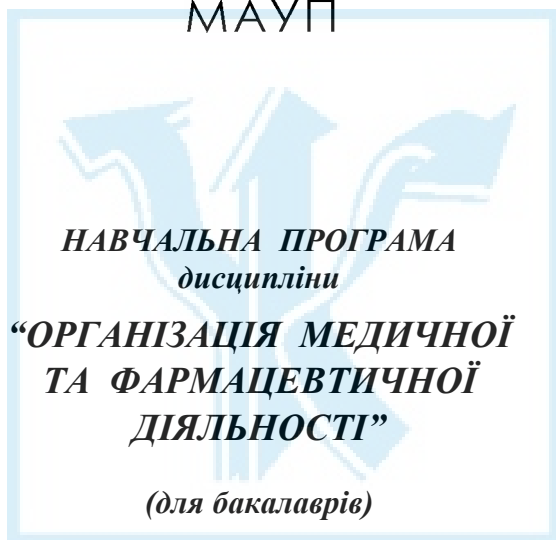 МАУП
НАВЧАЛЬНА ПРОГРАМА
дисципліни
“ОРГАНІЗАЦІЯ МЕДИЧНОЇ
ТА ФАРМАЦЕВТИЧНОЇ
ДІЯЛЬНОСТІ”
(для бакалаврів)